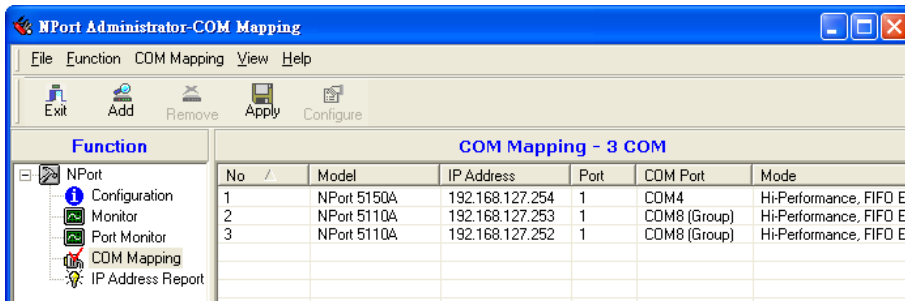 NPort Administrator-COM Mapping
File Function COM Mapping View Help
Exit Add Remove Apply Configure
Function
COM Mapping - 3 COM
NPort
Configuration
Monitor
Port Monitor
COM Mapping
IP Address Report
No Model IP Address Port COM Port Mode
1 NPort 5150A 192.168.127.254 1 COM4 Hi-Performance, FIFO E
2 NPort 5110A 192.168.127.253 1 COM8 (Group) Hi-Performance, FIFO E
3 NPort 5110A 192.168.127.252 1 COM8 (Group) Hi-Performance, FIFO E